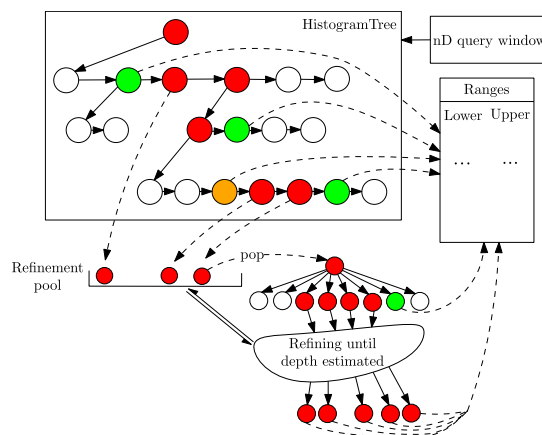 HistogramTree
nD query window
Ranges
Lower Upper
... ...
Refinement
pool
pop
Refining until
depth estimated